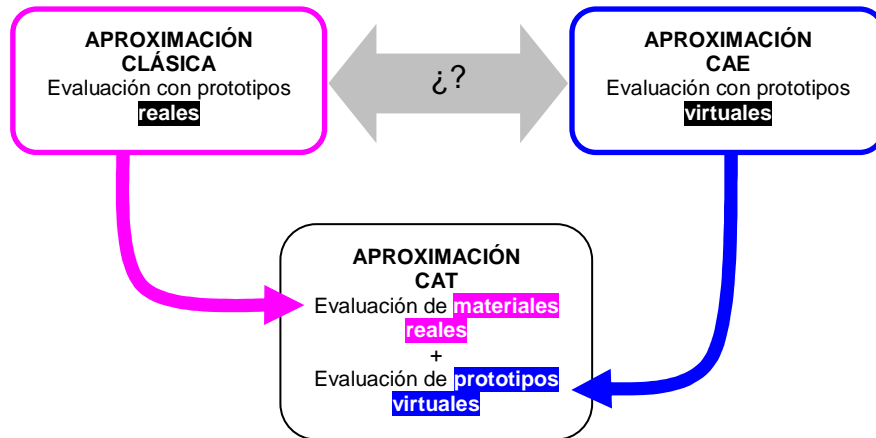 APROXIMACIÓN
CLÁSICA
Evaluación con prototipos
reales
¿?
APROXIMACIÓN
CAE
Evaluación con prototipos
virtuales
APROXIMACIÓN
CAT
Evaluación de materiales
reales
+
Evaluación de prototipos
virtuales